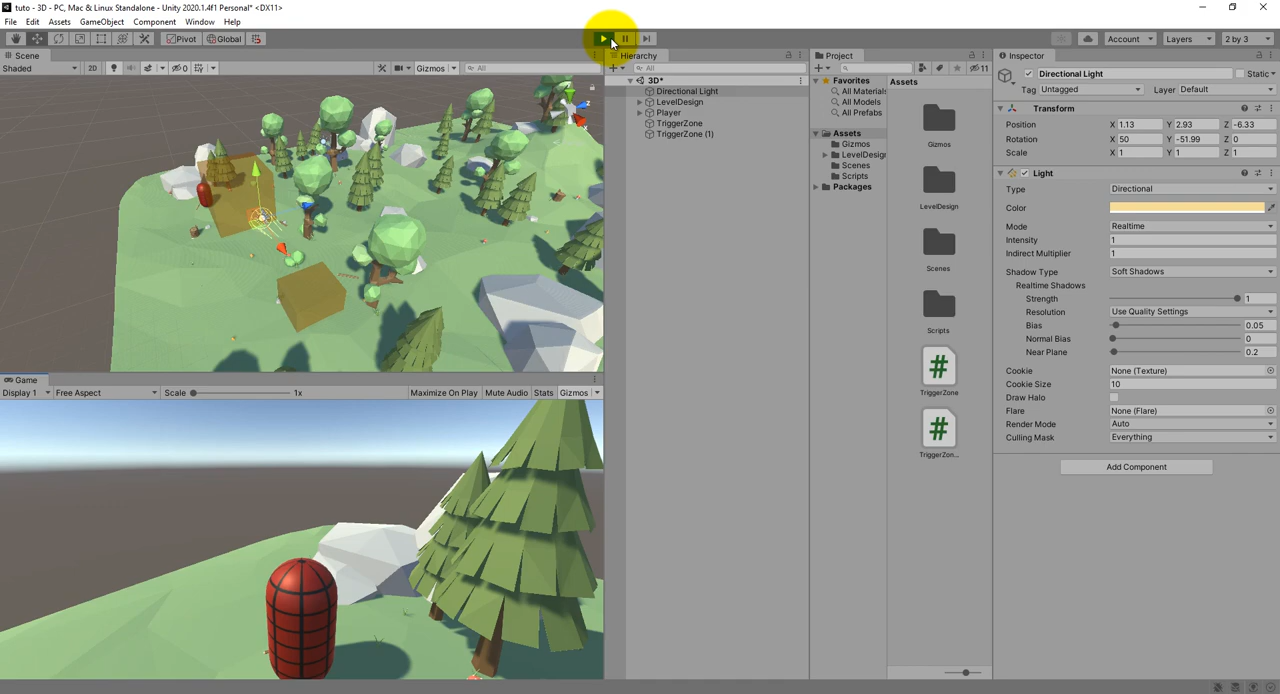 tuto - 3D - PC, Mac & Linux Standalone - Unity 2020.1.4f1 Personal* <DX11>
File Edit Assets GameObject Component Window Help
Pivot Global Account Layers 2 by 3
Scene
Shaded 2D 0 Gizmos All
Game
Display 1 Free Aspect Scale 1x Maximize On Play Mute Audio Stats Gizmos
Hierarchy
All
3D*
Directional Light
LevelDesign
Player
TriggerZone
TriggerZone (1)
Project
11
Favorites
All Materials
All Models
All Prefabs
Assets
Gizmos
LevelDesign
Scenes
Scripts
Packages
Assets
Gizmos
LevelDesign
Scenes
Scripts
#
TriggerZone
#
TriggerZon...
Inspector
Directional Light Static
Tag Untagged Layer Default
Transform
Position X 1.13 Y 2.93 Z -6.33
Rotation X 50 Y -51.99 Z 0
Scale X 1 Y 1 Z 1
Light
Type Directional
Color
Mode Realtime
Intensity 1
Indirect Multiplier 1
Shadow Type Soft Shadows
Realtime Shadows
Strength 1
Resolution Use Quality Settings
Bias 0.05
Normal Bias 0
Near Plane 0.2
Cookie None (Texture)
Cookie Size 10
Draw Halo
Flare None (Flare)
Render Mode Auto
Culling Mask Everything
Add Component